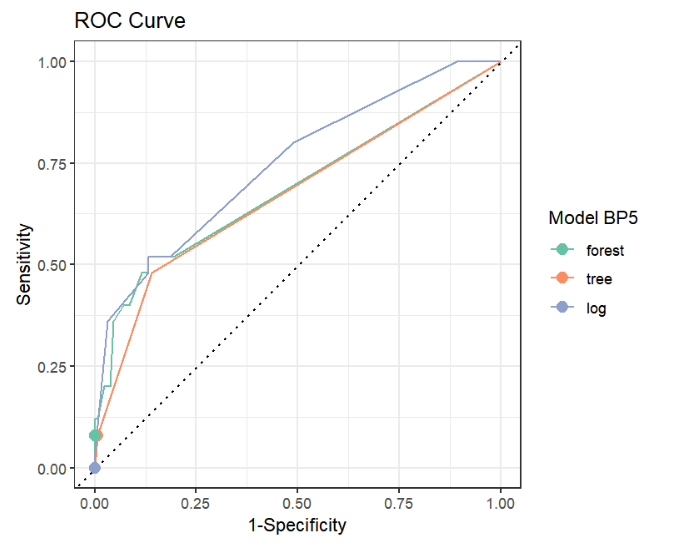 ROC Curve
1.00
0.75
0.50
0.25
0.00
Sensitivity
0.00 0.25 0.50 0.75 1.00
1-Specificity
Model BP5
forest
tree
log